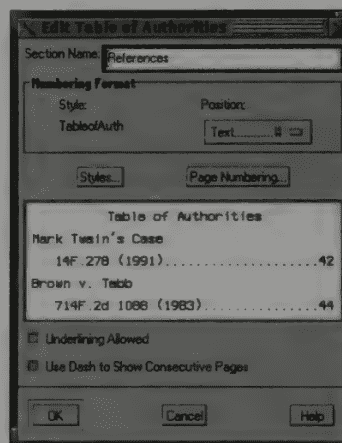 Edit Table of Authorities
Section Name: References
Numbering Format
Style: Position:
TableofAuth Text
Styles... Page Numbering...
Table of Authorities
Mark Twain's Case
14F.278 (1991)......................42
Brown v. Tebb
714F.2d 1088 (1983).................44
Underlining Allowed
Use Dash to Show Consecutive Pages
OK Cancel Help